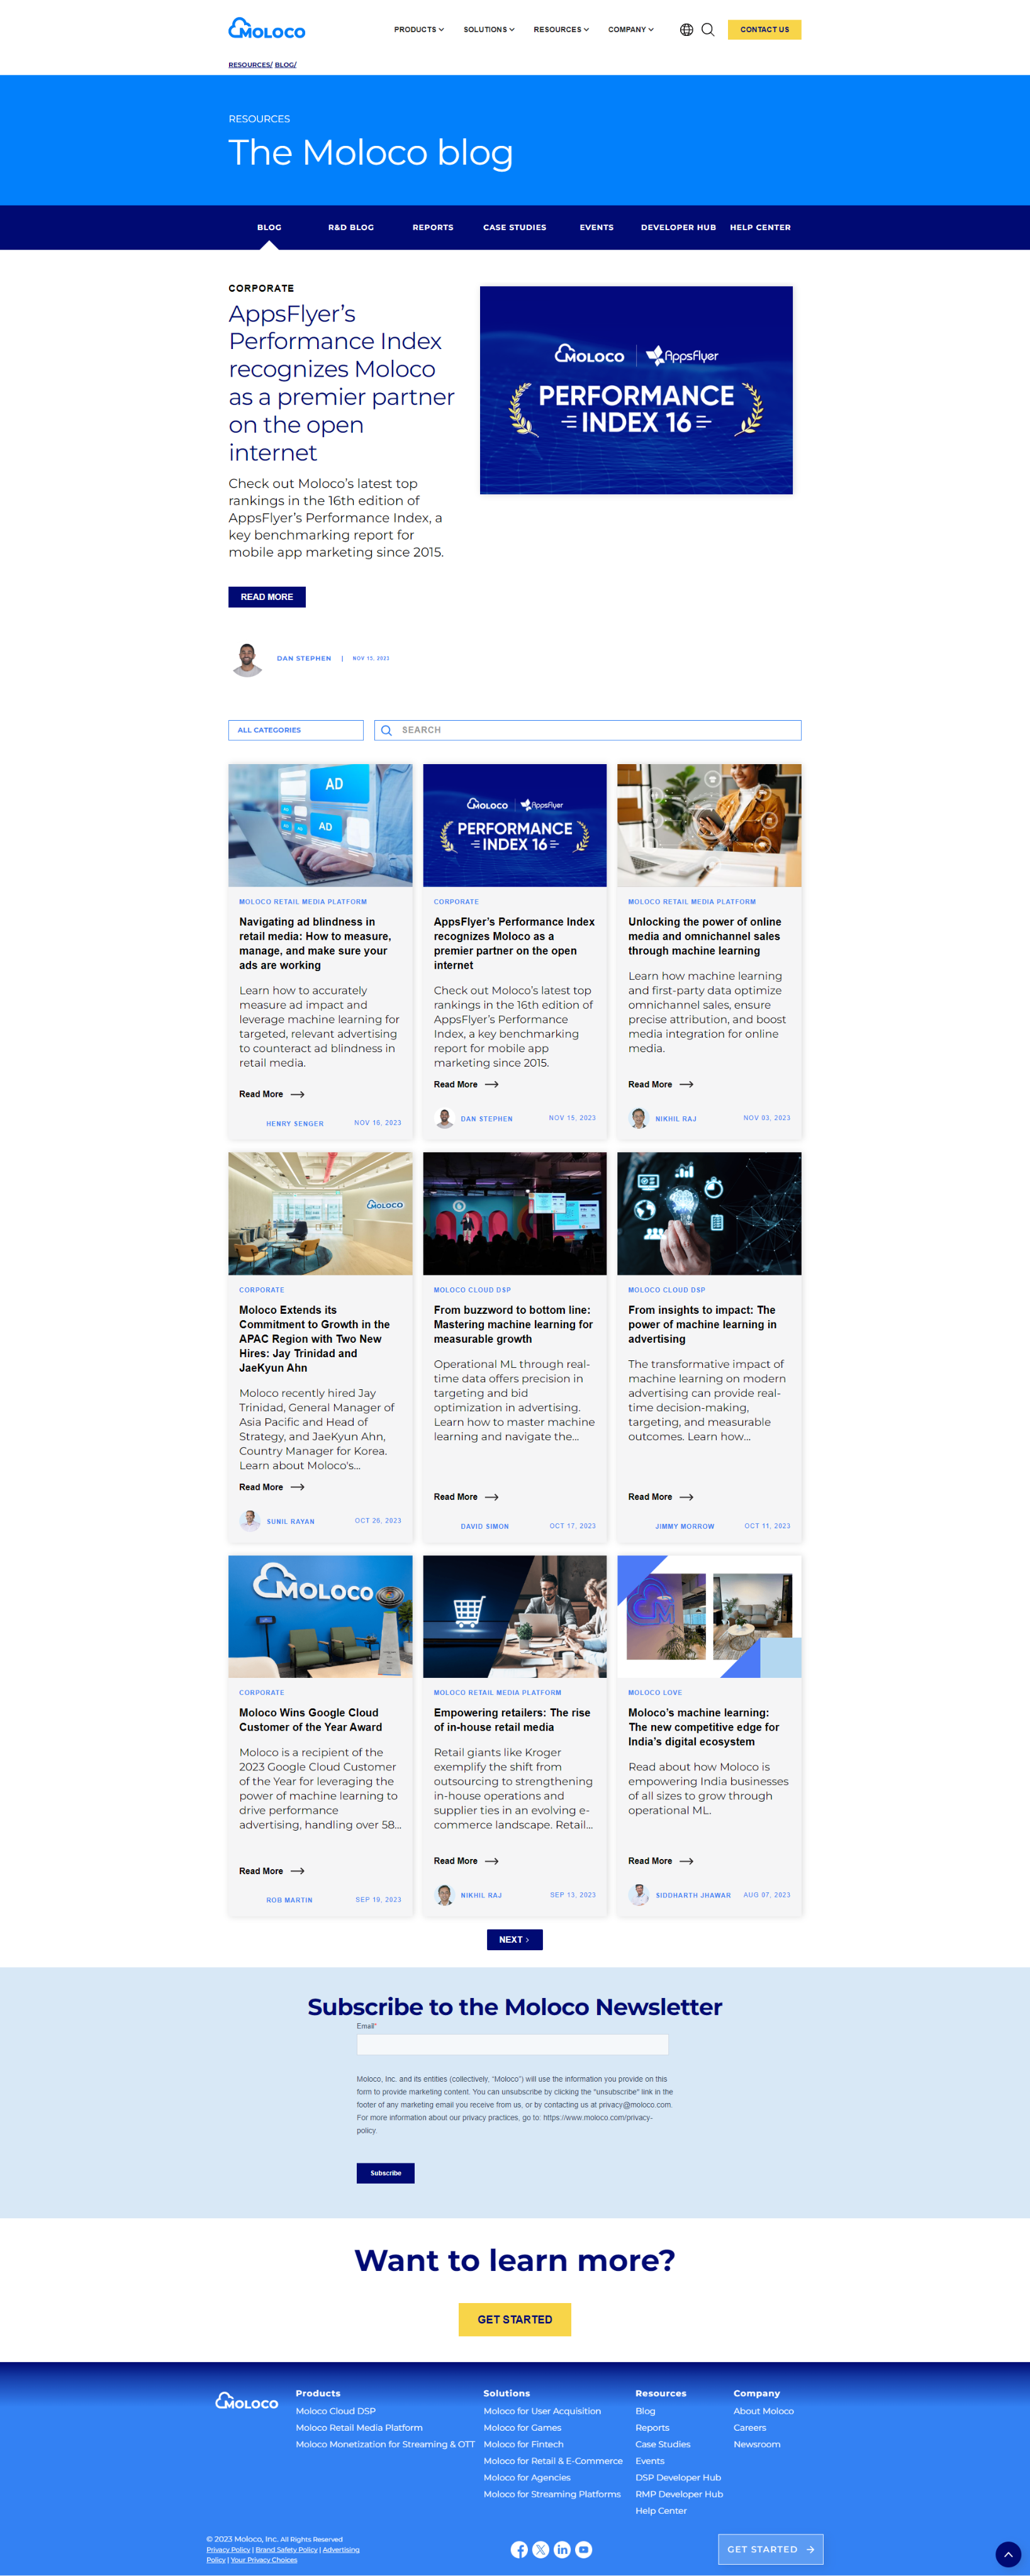 MOLOCO
PRODUCTS
SOLUTIONS
RESOURCES
COMPANY
CONTACT US
RESOURCES/ BLOG/
RESOURCES
The Moloco blog
BLOG
R&D BLOG
REPORTS
CASE STUDIES
EVENTS
DEVELOPER HUB
HELP CENTER
CORPORATE
AppsFlyer’s
Performance Index
recognizes Moloco
as a premier partner
on the open
internet
Check out Moloco’s latest top
rankings in the 16th edition of
AppsFlyer’s Performance Index, a
key benchmarking report for
mobile app marketing since 2015.
READ MORE
DAN STEPHEN | NOV 15, 2023
MOLOCO | AppsFlyer
PERFORMANCE
INDEX 16
ALL CATEGORIES
SEARCH
AD
AD
MOLOCO RETAIL MEDIA PLATFORM
Navigating ad blindness in
retail media: How to measure,
manage, and make sure your
ads are working
Learn how to accurately
measure ad impact and
leverage machine learning for
targeted, relevant advertising
to counteract ad blindness in
retail media.
Read More
HENRY SENGER
NOV 16, 2023
MOLOCO | AppsFlyer
PERFORMANCE
INDEX 16
CORPORATE
AppsFlyer’s Performance Index
recognizes Moloco as a
premier partner on the open
internet
Check out Moloco’s latest top
rankings in the 16th edition of
AppsFlyer’s Performance
Index, a key benchmarking
report for mobile app
marketing since 2015.
Read More
DAN STEPHEN
NOV 15, 2023
MOLOCO RETAIL MEDIA PLATFORM
Unlocking the power of online
media and omnichannel sales
through machine learning
Learn how machine learning
and first-party data optimize
omnichannel sales, ensure
precise attribution, and boost
media integration for online
media.
Read More
NIKHIL RAJ
NOV 03, 2023
MOLOCO
CORPORATE
Moloco Extends its
Commitment to Growth in the
APAC Region with Two New
Hires: Jay Trinidad and
JaeKyun Ahn
Moloco recently hired Jay
Trinidad, General Manager of
Asia Pacific and Head of
Strategy, and JaeKyun Ahn,
Country Manager for Korea.
Learn about Moloco's...
Read More
SUNIL RAYAN
OCT 26, 2023
MOLOCO CLOUD DSP
From buzzword to bottom line:
Mastering machine learning for
measurable growth
Operational ML through real-
time data offers precision in
targeting and bid
optimization in advertising.
Learn how to master machine
learning and navigate the...
Read More
DAVID SIMON
OCT 17, 2023
MOLOCO CLOUD DSP
From insights to impact: The
power of machine learning in
advertising
The transformative impact of
machine learning on modern
advertising can provide real-
time decision-making,
targeting, and measurable
outcomes. Learn how...
Read More
JIMMY MORROW
OCT 11, 2023
MOLOCO
CORPORATE
Moloco Wins Google Cloud
Customer of the Year Award
Moloco is a recipient of the
2023 Google Cloud Customer
of the Year for leveraging the
power of machine learning to
drive performance
advertising, handling over 58...
Read More
ROB MARTIN
SEP 19, 2023
MOLOCO RETAIL MEDIA PLATFORM
Empowering retailers: The rise
of in-house retail media
Retail giants like Kroger
exemplify the shift from
outsourcing to strengthening
in-house operations and
supplier ties in an evolving e-
commerce landscape. Retail...
Read More
NIKHIL RAJ
SEP 13, 2023
MOLOCO LOVE
Moloco’s machine learning:
The new competitive edge for
India’s digital ecosystem
Read about how Moloco is
empowering India businesses
of all sizes to grow through
operational ML.
Read More
SIDDHARTH JHAWAR
AUG 07, 2023
NEXT
Subscribe to the Moloco Newsletter
Email*
Moloco, Inc. and its entities (collectively, “Moloco”) will use the information you provide on this
form to provide marketing content. You can unsubscribe by clicking the "unsubscribe" link in the
footer of any marketing email you receive from us, or by contacting us at privacy@moloco.com.
For more information about our privacy practices, go to: https://www.moloco.com/privacy-
policy.
Subscribe
Want to learn more?
GET STARTED
MOLOCO
Products
Moloco Cloud DSP
Moloco Retail Media Platform
Moloco Monetization for Streaming & OTT
Solutions
Moloco for User Acquisition
Moloco for Games
Moloco for Fintech
Moloco for Retail & E-Commerce
Moloco for Agencies
Moloco for Streaming Platforms
Resources
Blog
Reports
Case Studies
Events
DSP Developer Hub
RMP Developer Hub
Help Center
Company
About Moloco
Careers
Newsroom
© 2023 Moloco, Inc. All Rights Reserved
Privacy Policy | Brand Safety Policy | Advertising
Policy | Your Privacy Choices
GET STARTED